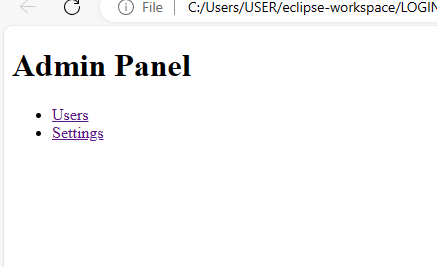 File C:/Users/USER/eclipse-workspace/LOGIN
Admin Panel
Users
Settings